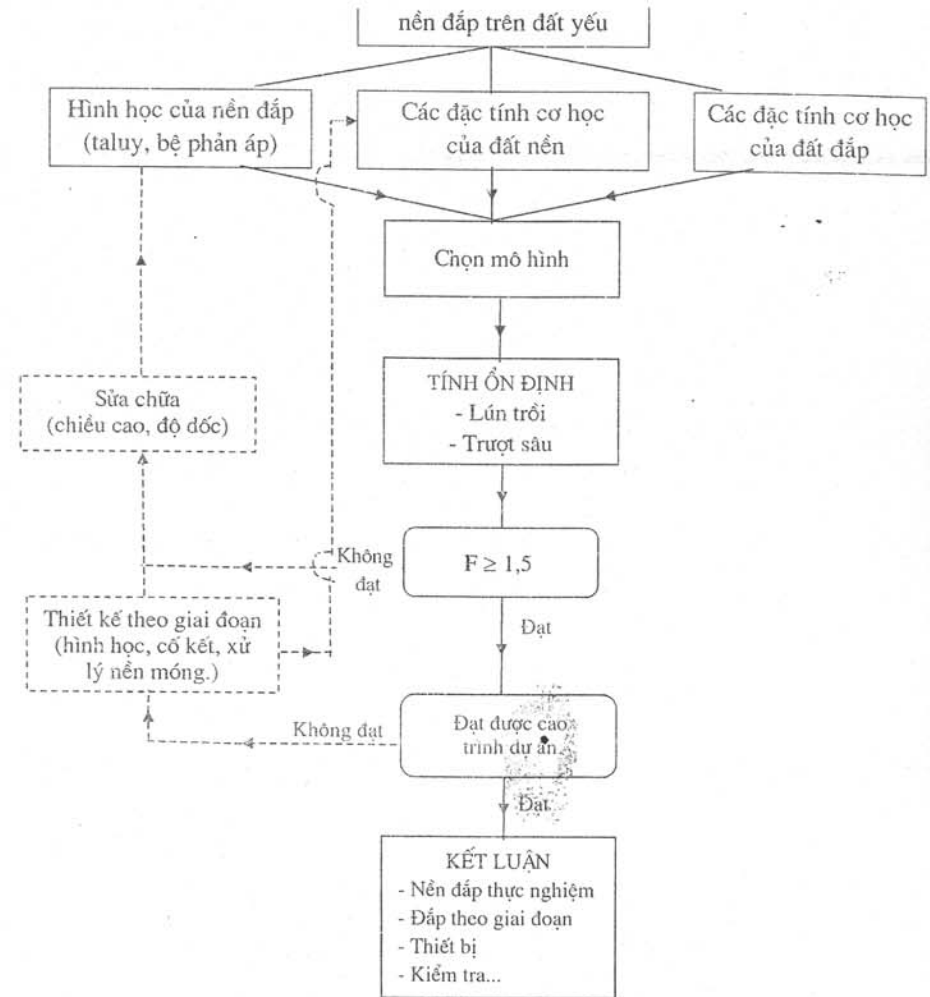 nền đắp trên đất yếu
Hình học của nền đắp
(taluy, bệ phản áp)
Các đặc tính cơ học
của đất nền
Các đặc tính cơ học
của đất đắp
Chọn mô hình
TÍNH ỔN ĐỊNH
- Lún trồi
- Trượt sâu
Sửa chữa
(chiều cao, độ dốc)
Không
đạt
F ≥ 1,5
Thiết kế theo giai đoạn
(hình học, cố kết, xử
lý nền móng.)
Đạt
Không đạt
Đạt được cao
trình dự án
Đạt
KẾT LUẬN
- Nền đắp thực nghiệm
- Đắp theo giai đoạn
- Thiết bị
- Kiểm tra...